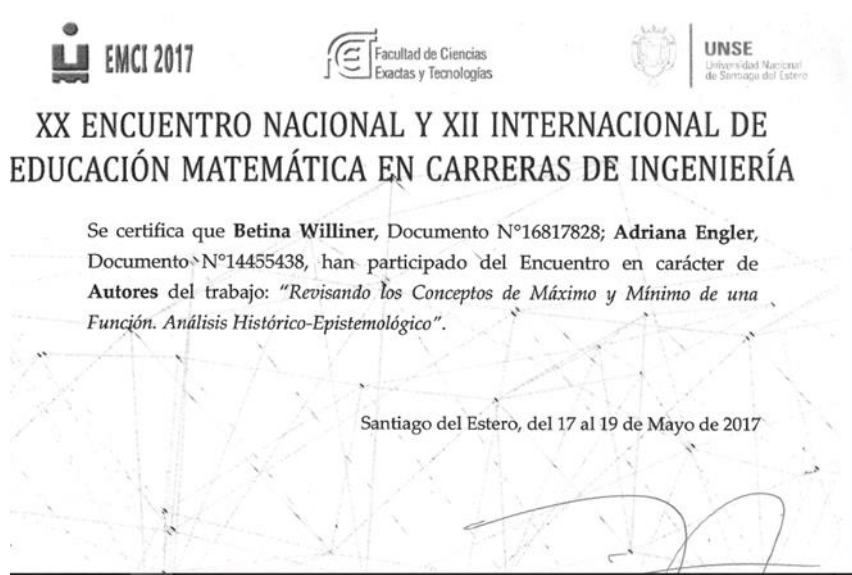 EMCI 2017
Facultad de Ciencias
Exactas y Tecnologías
UNSE
Universidad Nacional
de Santiago del Estero
XX ENCUENTRO NACIONAL Y XII INTERNACIONAL DE
EDUCACIÓN MATEMÁTICA EN CARRERAS DE INGENIERÍA
Se certifica que Betina Williner, Documento N°16817828; Adriana Engler,
Documento N°14455438, han participado del Encuentro en carácter de
Autores del trabajo: "Revisando los Conceptos de Máximo y Mínimo de una
Función. Análisis Histórico-Epistemológico".
Santiago del Estero, del 17 al 19 de Mayo de 2017